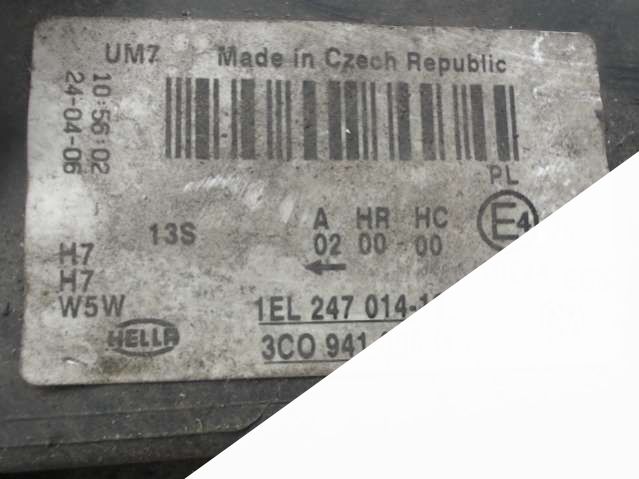 UM7 Made in Czech Republic
10:56:02
24-04-06
PL
13S A HR HC E4
02 00 00
H7
H7
W5W 1EL 247 014-
HELLA 3C0 941